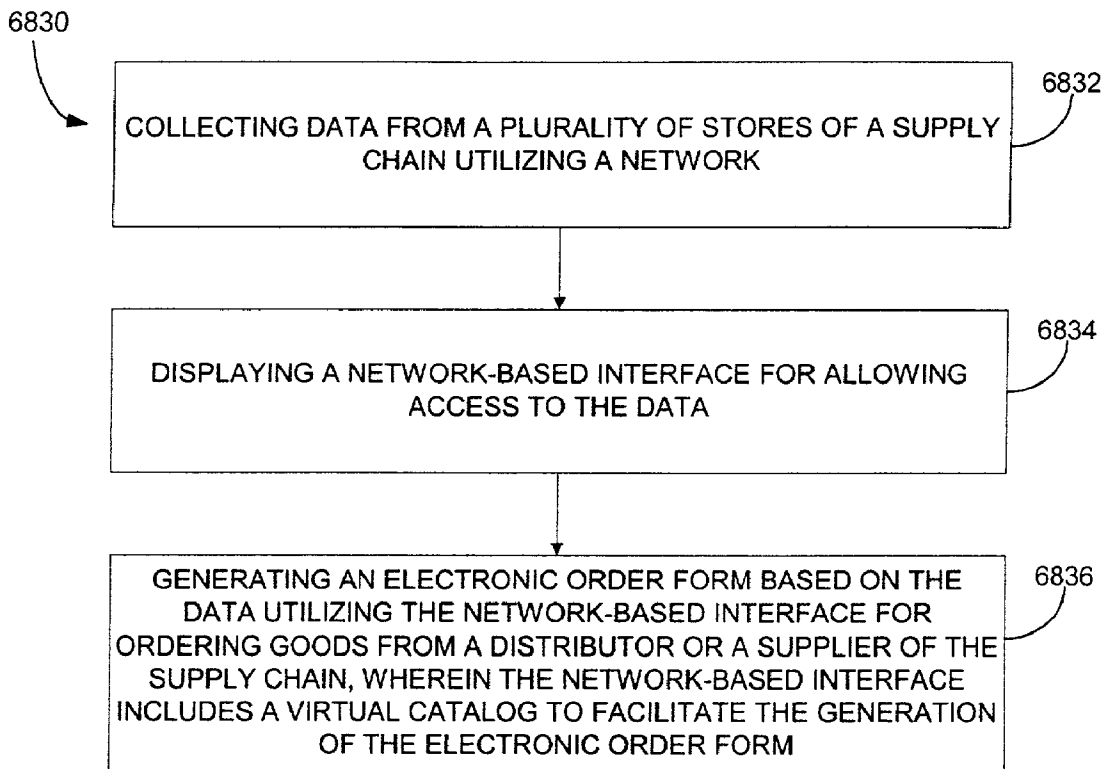 6830
6832
COLLECTING DATA FROM A PLURALITY OF STORES OF A SUPPLY
CHAIN UTILIZING A NETWORK
6834
DISPLAYING A NETWORK-BASED INTERFACE FOR ALLOWING
ACCESS TO THE DATA
6836
GENERATING AN ELECTRONIC ORDER FORM BASED ON THE
DATA UTILIZING THE NETWORK-BASED INTERFACE FOR
ORDERING GOODS FROM A DISTRIBUTOR OR A SUPPLIER OF THE
SUPPLY CHAIN, WHEREIN THE NETWORK-BASED INTERFACE
INCLUDES A VIRTUAL CATALOG TO FACILITATE THE GENERATION
OF THE ELECTRONIC ORDER FORM